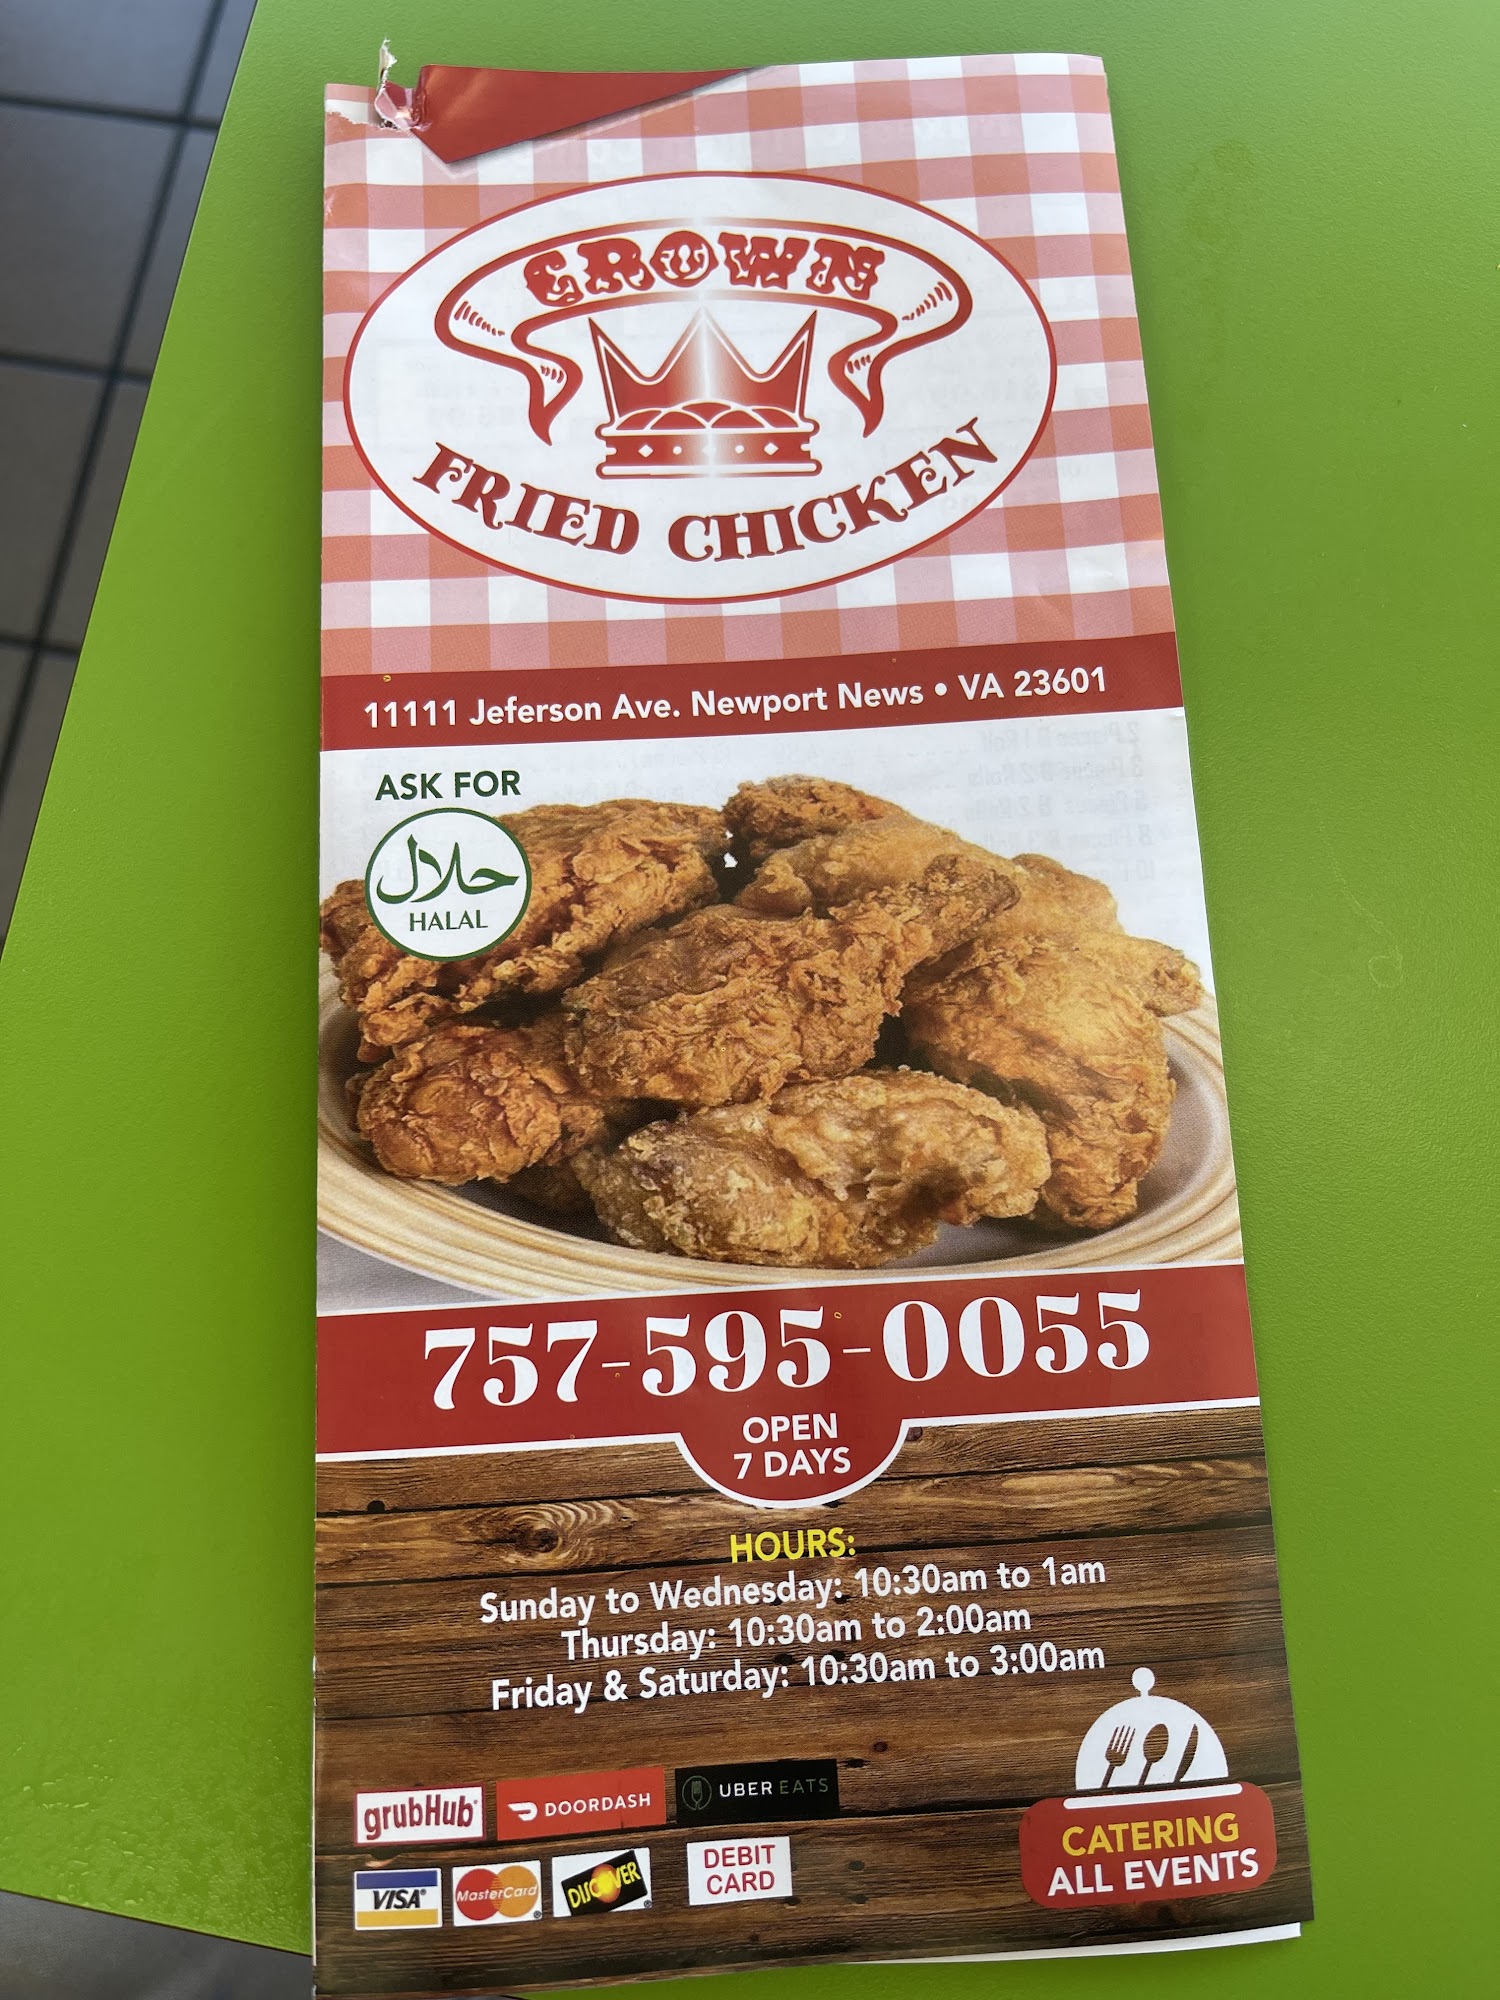 CROWN
FRIED CHICKEN
11111 Jeferson Ave. Newport News • VA 23601
ASK FOR
حلال
HALAL
757-595-0055
OPEN
7 DAYS
HOURS:
Sunday to Wednesday: 10:30am to 1am
Thursday: 10:30am to 2:00am
Friday & Saturday: 10:30am to 3:00am
grubHub
DOORDASH
UBER EATS
VISA
MasterCard
DISCOVER
DEBIT
CARD
CATERING
ALL EVENTS